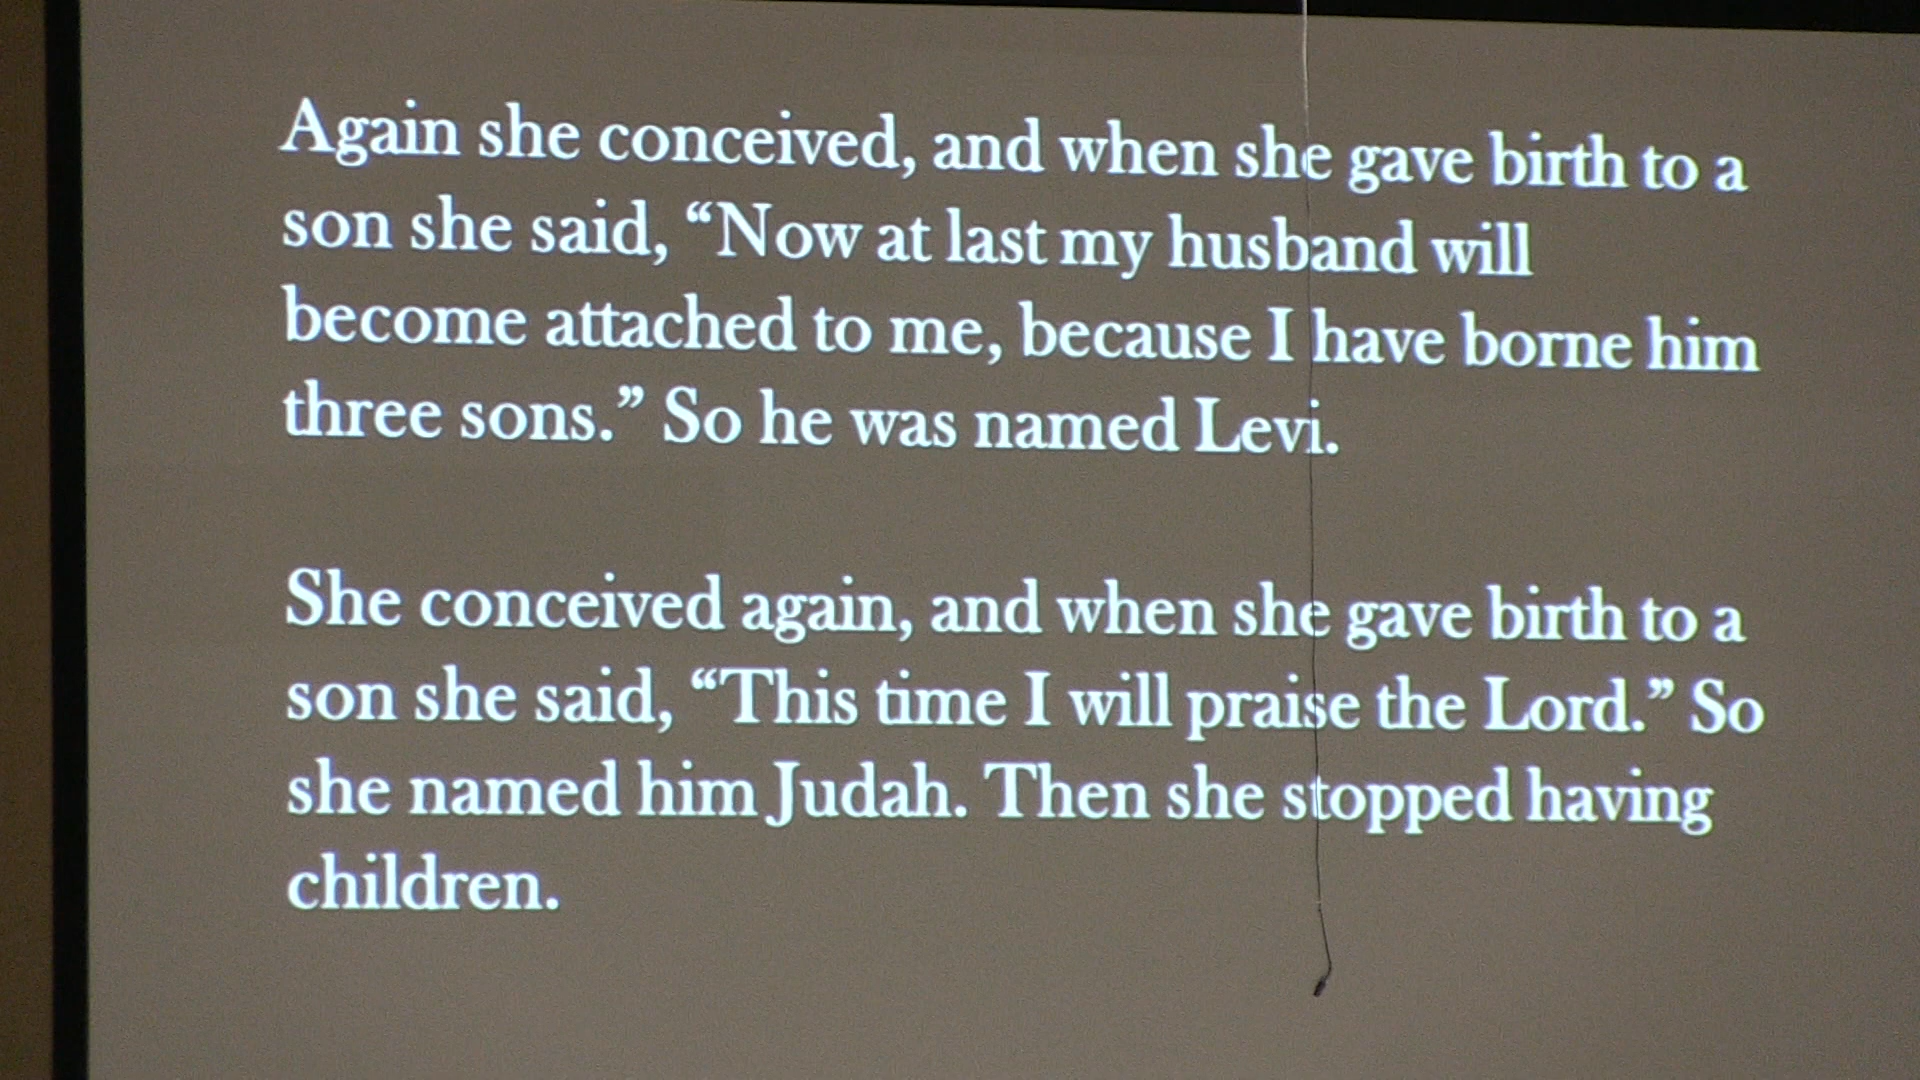 Again she conceived, and when she gave birth to a
son she said, “Now at last my husband will
become attached to me, because I have borne him
three sons.” So he was named Levi.
She conceived again, and when she gave birth to a
son she said, “This time I will praise the Lord.” So
she named him Judah. Then she stopped having
children.